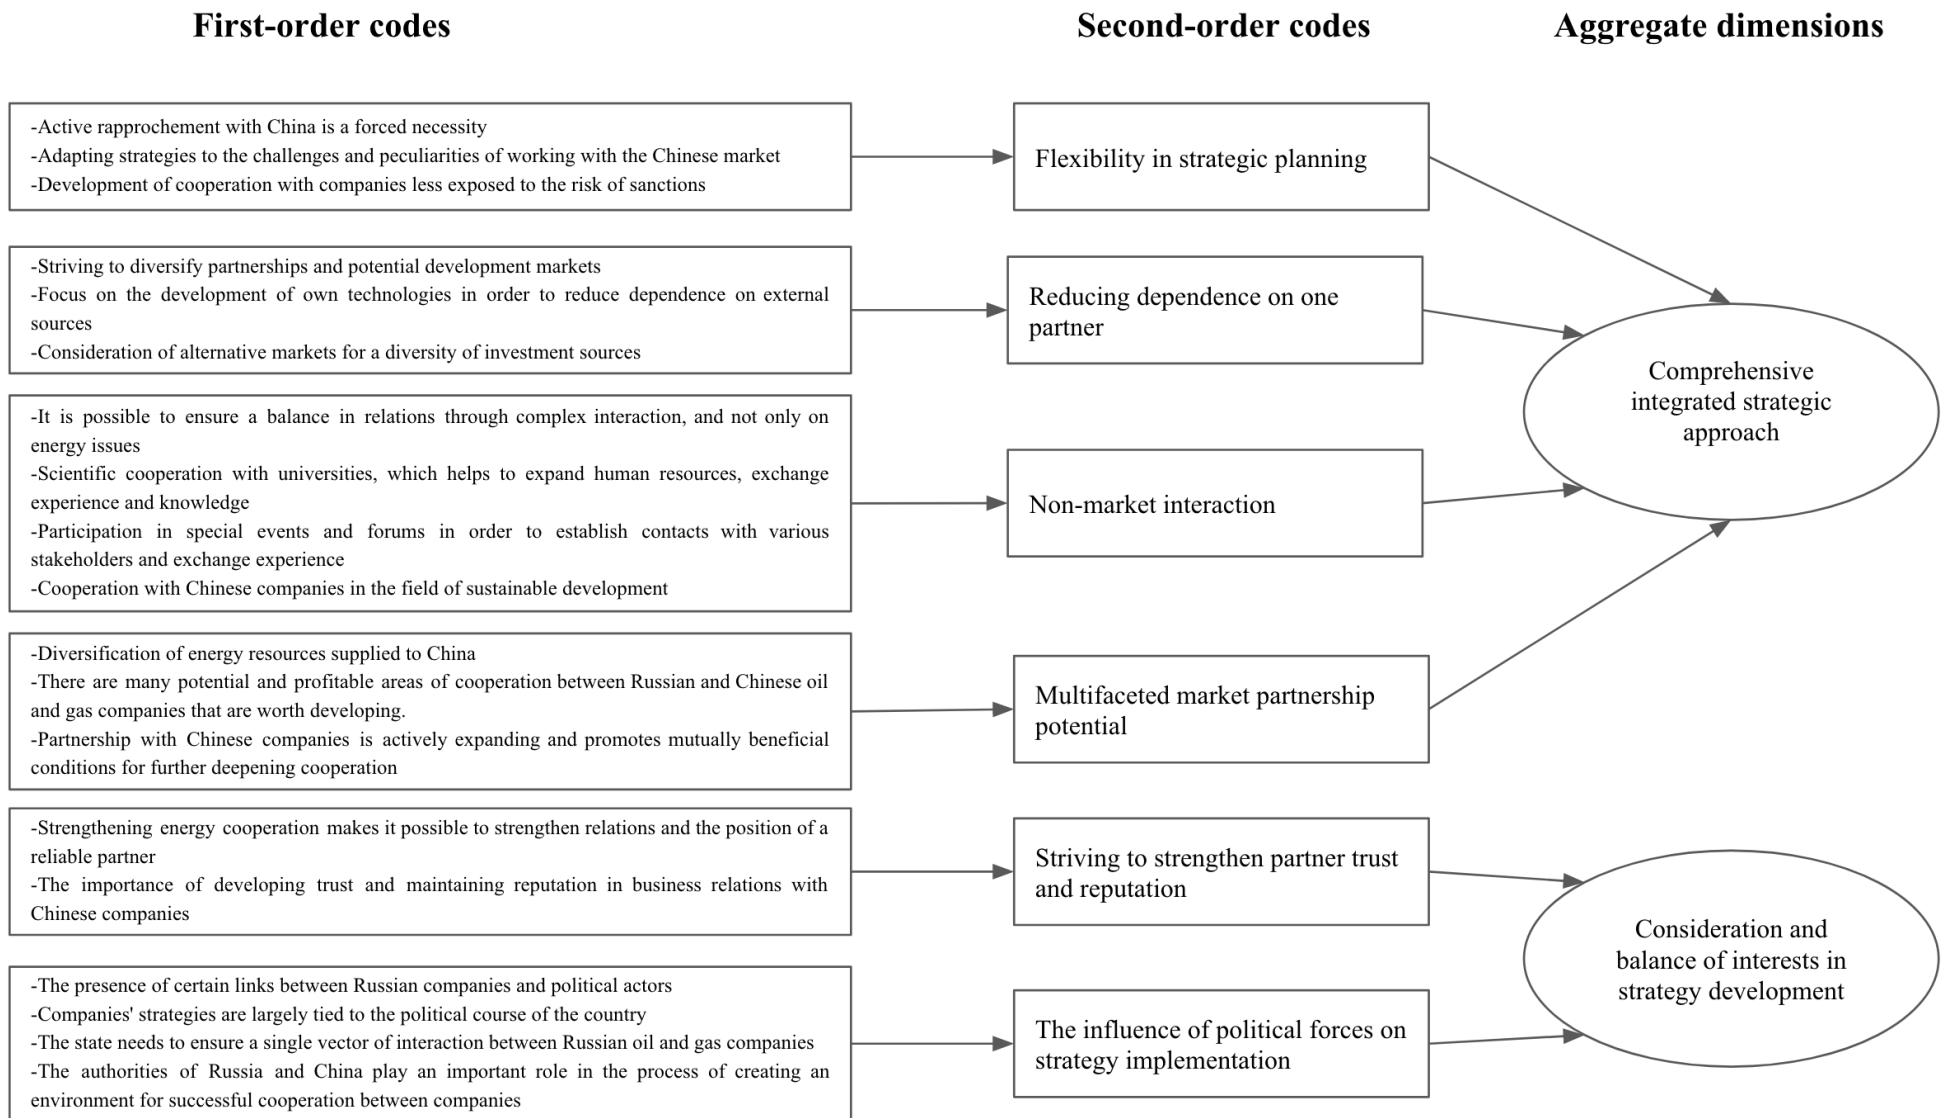 First-order codes
Second-order codes
Aggregate dimensions
-Active rapprochement with China is a forced necessity
-Adapting strategies to the challenges and peculiarities of working with the Chinese market
-Development of cooperation with companies less exposed to the risk of sanctions
Flexibility in strategic planning
-Striving to diversify partnerships and potential development markets
-Focus on the development of own technologies in order to reduce dependence on external
sources
-Consideration of alternative markets for a diversity of investment sources
Reducing dependence on one
partner
-It is possible to ensure a balance in relations through complex interaction, and not only on
energy issues
-Scientific cooperation with universities, which helps to expand human resources, exchange
experience and knowledge
-Participation in special events and forums in order to establish contacts with various
stakeholders and exchange experience
-Cooperation with Chinese companies in the field of sustainable development
Non-market interaction
-Diversification of energy resources supplied to China
-There are many potential and profitable areas of cooperation between Russian and Chinese oil
and gas companies that are worth developing.
-Partnership with Chinese companies is actively expanding and promotes mutually beneficial
conditions for further deepening cooperation
Multifaceted market partnership
potential
Comprehensive
integrated strategic
approach
-Strengthening energy cooperation makes it possible to strengthen relations and the position of a
reliable partner
-The importance of developing trust and maintaining reputation in business relations with
Chinese companies
Striving to strengthen partner trust
and reputation
-The presence of certain links between Russian companies and political actors
-Companies' strategies are largely tied to the political course of the country
-The state needs to ensure a single vector of interaction between Russian oil and gas companies
-The authorities of Russia and China play an important role in the process of creating an
environment for successful cooperation between companies
The influence of political forces on
strategy implementation
Consideration and
balance of interests in
strategy development